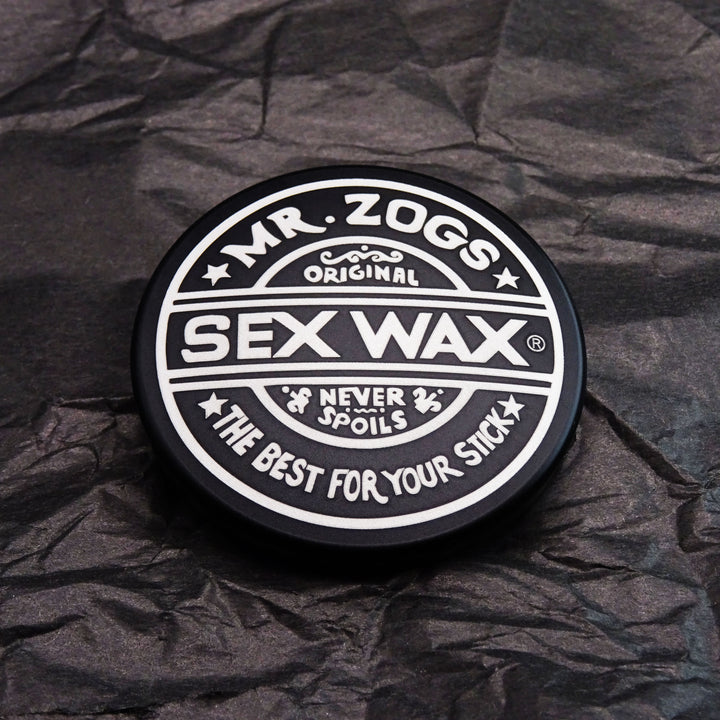 MR. ZOGS
ORIGINAL
SEX WAX®
NEVER
SPOILS
THE BEST FOR YOUR STICK